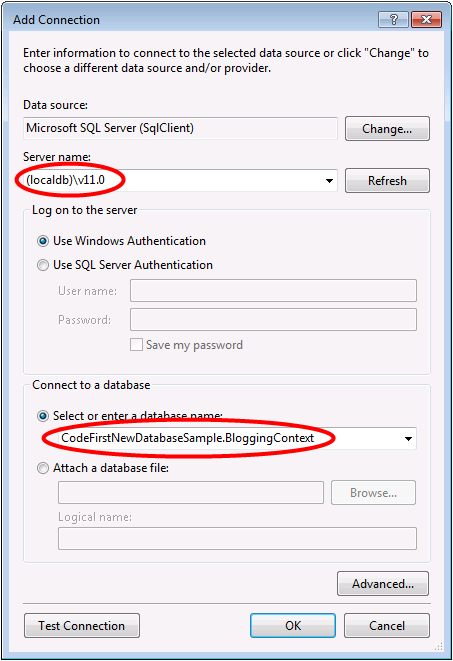 Add Connection
Enter information to connect to the selected data source or click "Change" to
choose a different data source and/or provider.
Data source:
Microsoft SQL Server (SqlClient)
Change...
Server name:
(localdb)\v11.0
Refresh
Log on to the server
Use Windows Authentication
Use SQL Server Authentication
User name:
Password:
Save my password
Connect to a database
Select or enter a database name:
CodeFirstNewDatabaseSample.BloggingContext
Attach a database file:
Browse...
Logical name:
Advanced...
Test Connection
OK
Cancel